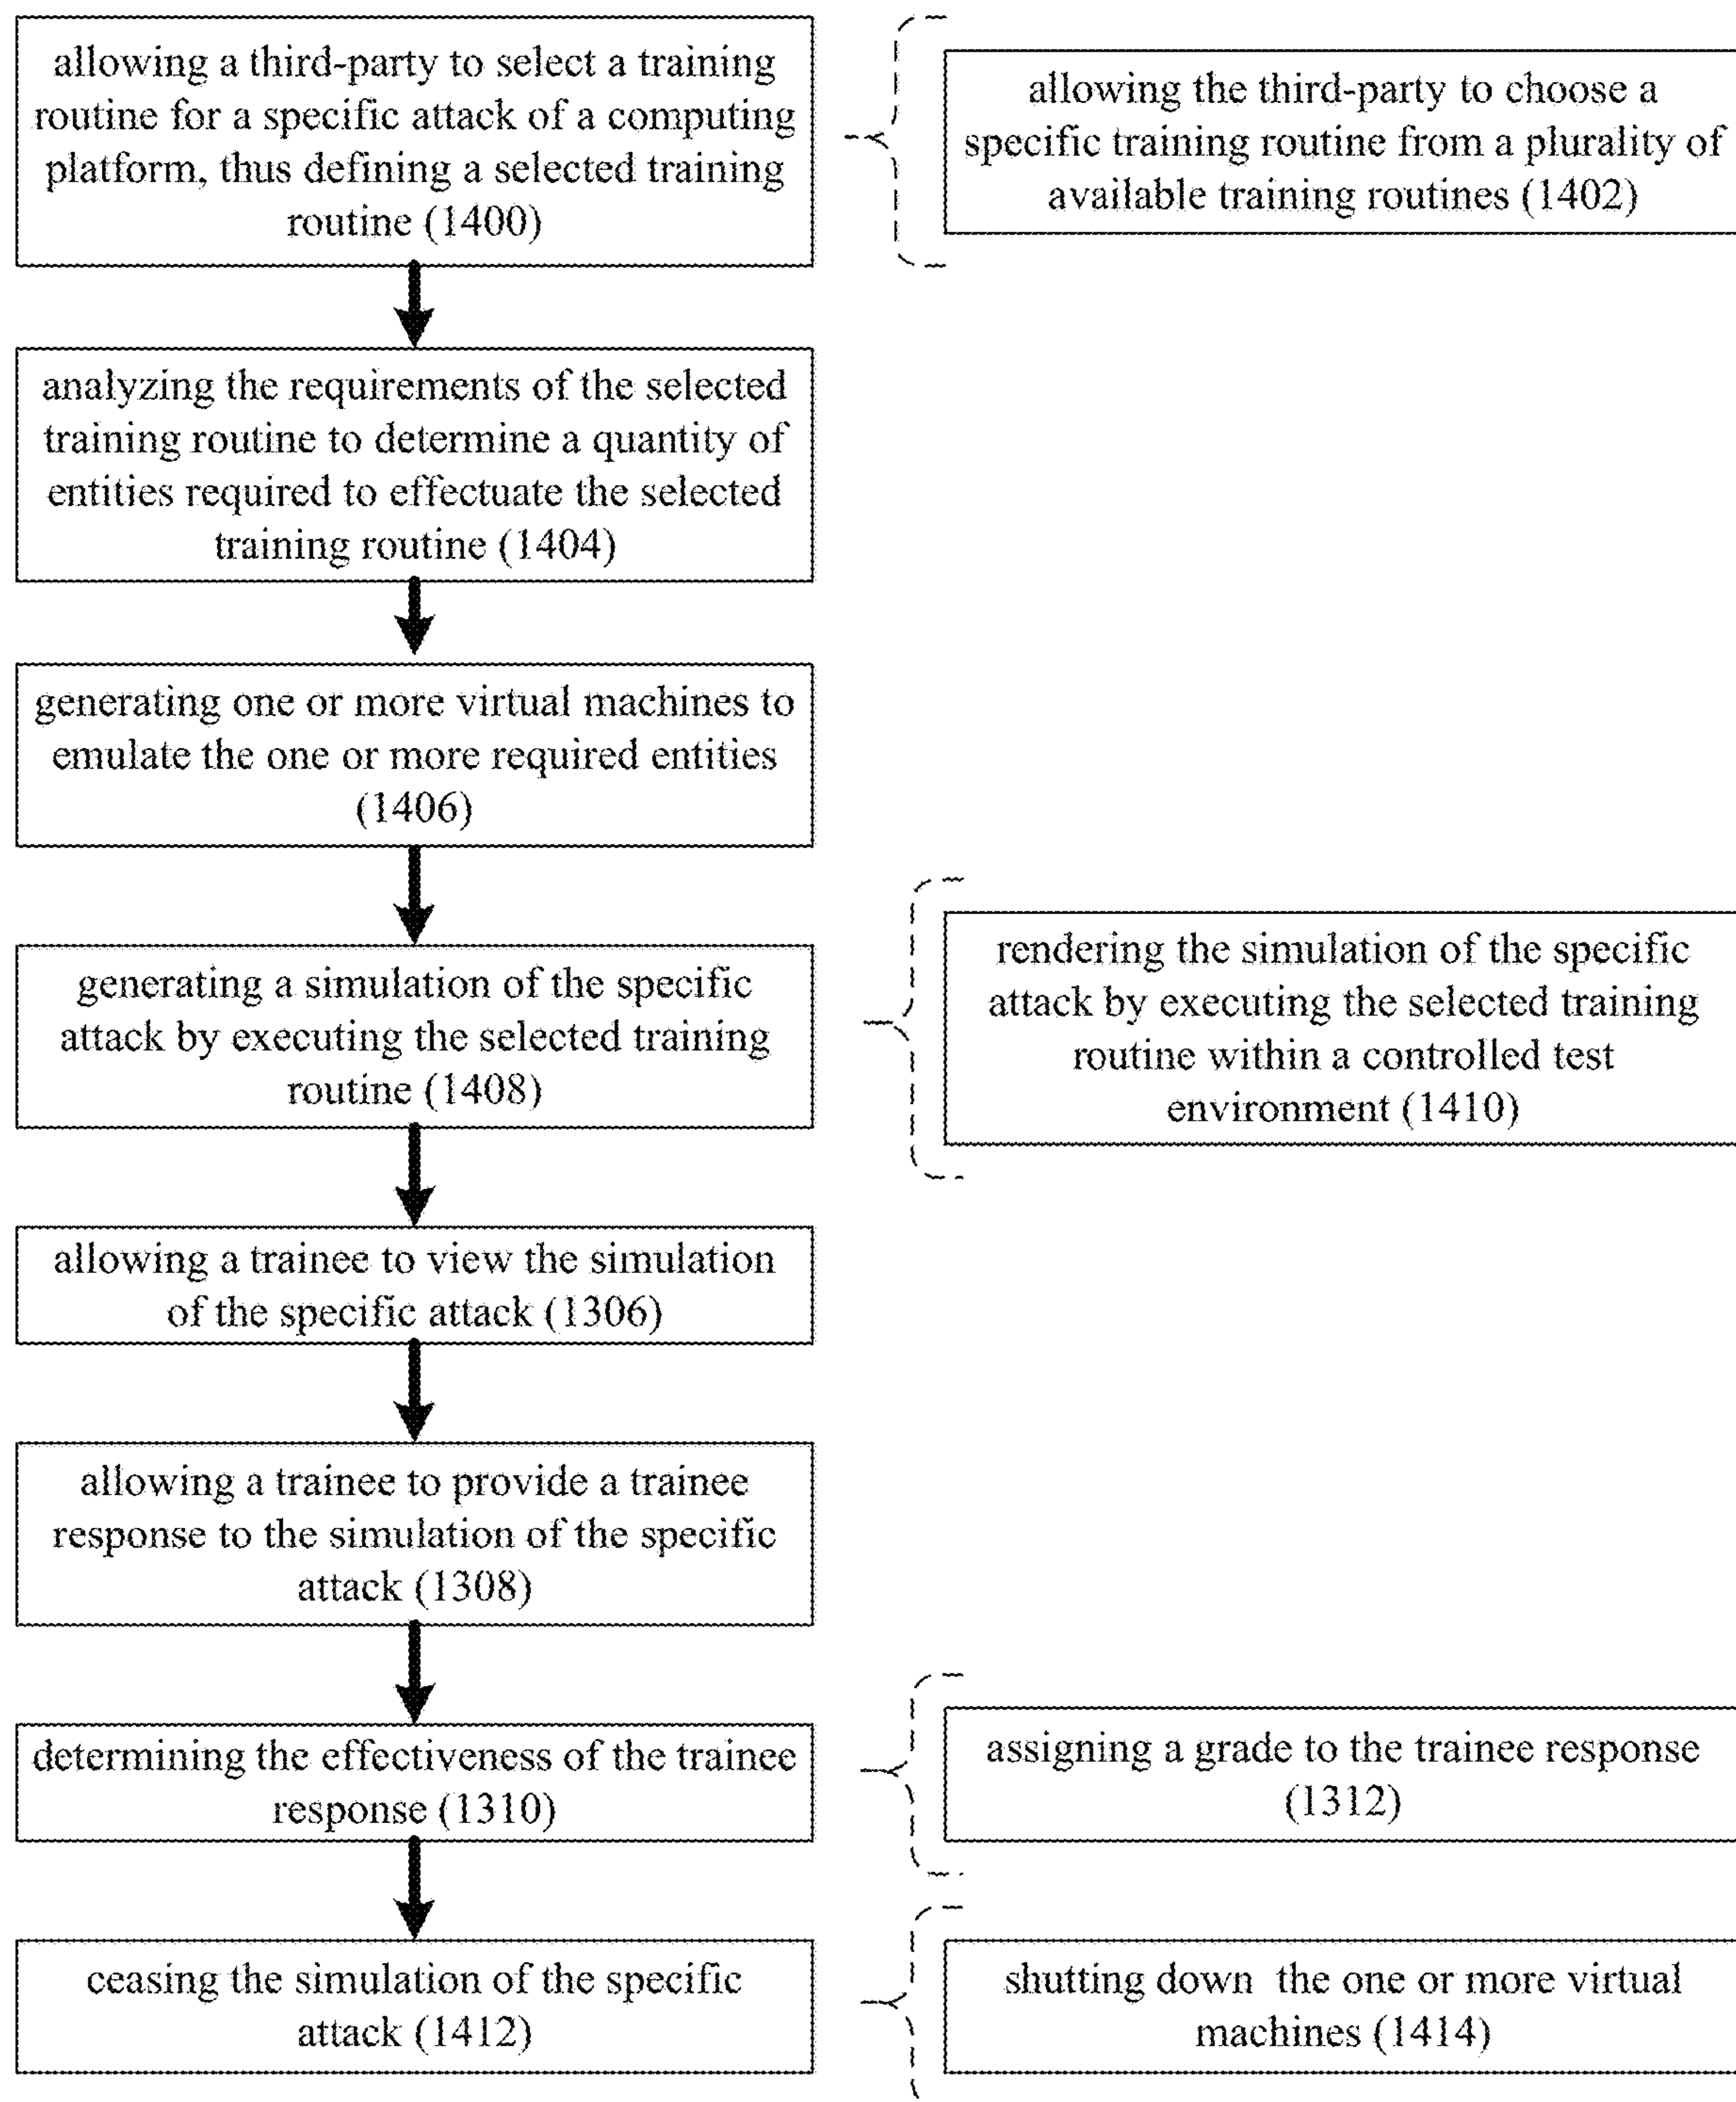 allowing a third-party to select a training
routine for a specific attack of a computing
platform, thus defining a selected training
routine (1400)
allowing the third-party to choose a
specific training routine from a plurality of
available training routines (1402)
analyzing the requirements of the selected
training routine to determine a quantity of
entities required to effectuate the selected
training routine (1404)
generating one or more virtual machines to
emulate the one or more required entities
(1406)
generating a simulation of the specific
attack by executing the selected training
routine (1408)
rendering the simulation of the specific
attack by executing the selected training
routine within a controlled test
environment (1410)
allowing a trainee to view the simulation
of the specific attack (1306)
allowing a trainee to provide a trainee
response to the simulation of the specific
attack (1308)
determining the effectiveness of the trainee
response (1310)
assigning a grade to the trainee response
(1312)
ceasing the simulation of the specific
attack (1412)
shutting down the one or more virtual
machines (1414)